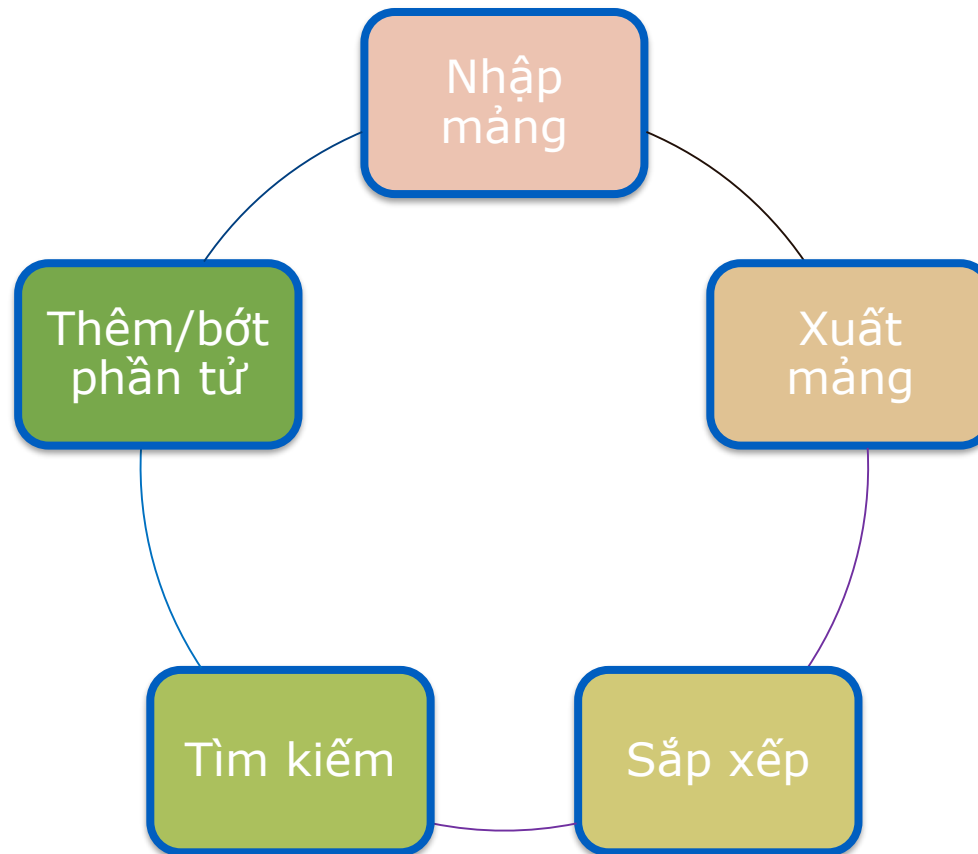 Nhập
mảng
Xuất
mảng
Sắp xếp
Tìm kiếm
Thêm/bớt
phần tử